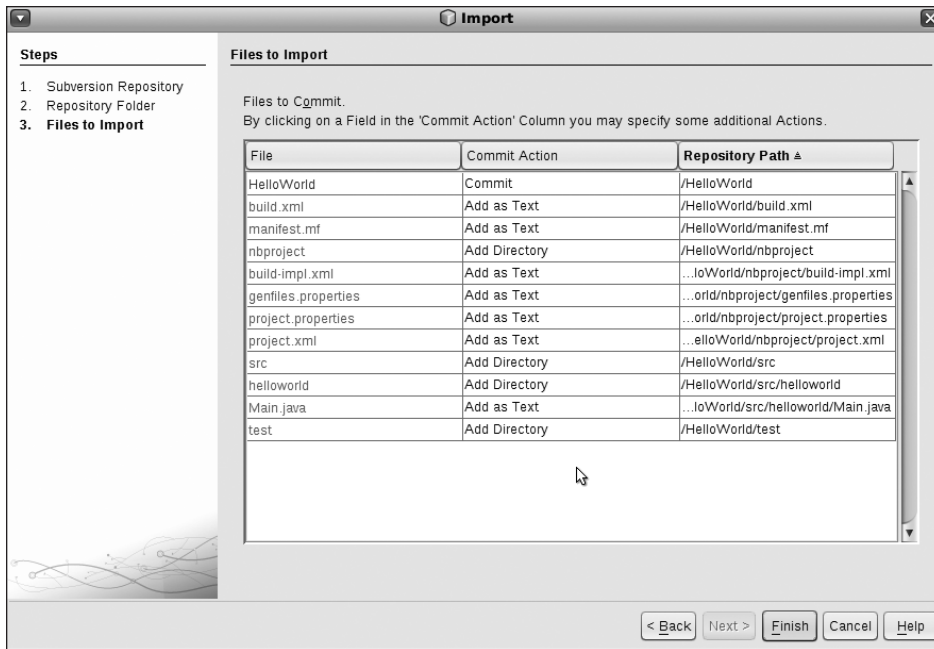 Import
Steps
1. Subversion Repository
2. Repository Folder
3. Files to Import
Files to Import
Files to Commit.
By clicking on a Field in the 'Commit Action' Column you may specify some additional Actions.
File Commit Action Repository Path
HelloWorld Commit /HelloWorld
build.xml Add as Text /HelloWorld/build.xml
manifest.mf Add as Text /HelloWorld/manifest.mf
nbproject Add Directory /HelloWorld/nbproject
build-impl.xml Add as Text ...loWorld/nbproject/build-impl.xml
genfiles.properties Add as Text ...orld/nbproject/genfiles.properties
project.properties Add as Text ...orld/nbproject/project.properties
project.xml Add as Text ...elloWorld/nbproject/project.xml
src Add Directory /HelloWorld/src
helloworld Add Directory /HelloWorld/src/helloworld
Main.java Add as Text ...loWorld/src/helloworld/Main.java
test Add Directory /HelloWorld/test
< Back Next > Finish Cancel Help